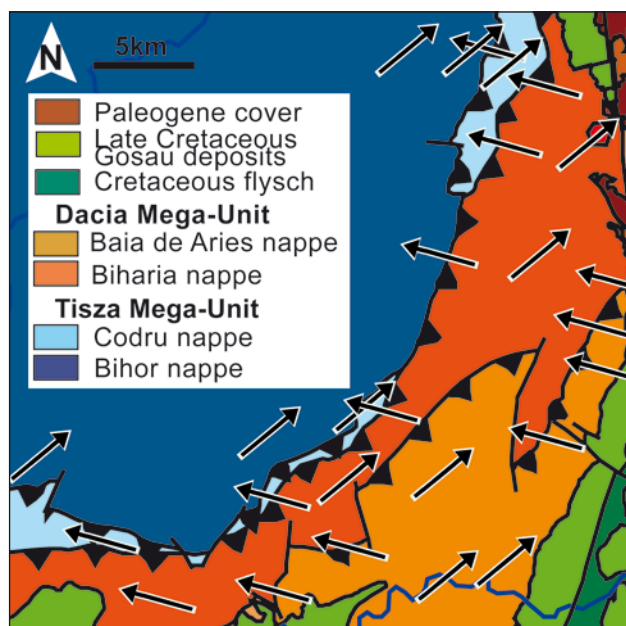 N
5km
Paleogene cover
Late Cretaceous
Gosau deposits
Cretaceous flysch
Dacia Mega-Unit
Baia de Aries nappe
Biharia nappe
Tisza Mega-Unit
Codru nappe
Bihor nappe